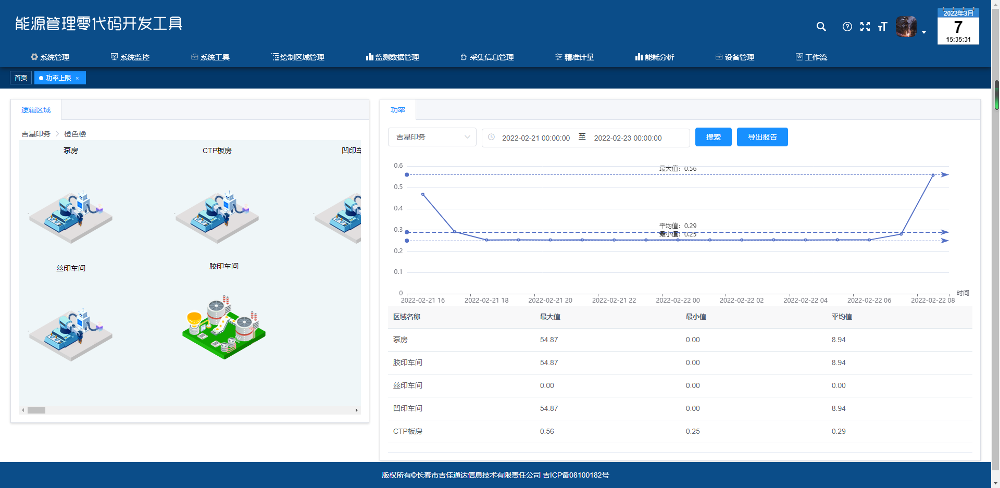 能源管理零代码开发工具
2022年3月
7
15:35:31
系统管理 系统监控 系统工具 绘制区域管理 监测数据管理 采集信息管理 精准计量 能耗分析 设备管理 工作流
首页 功率上限 ×
逻辑区域
吉星印务 > 橙色楼
泵房 CTP板房 凹印车
丝印车间 胶印车间
功率
吉星印务 2022-02-21 00:00:00 至 2022-02-23 00:00:00 搜索 导出报告
0.6
最大值：0.56
0.5
0.4
平均值：0.29
0.3
最小值：0.25
0.2
0.1
0
时间
2022-02-21 16 2022-02-21 18 2022-02-21 20 2022-02-21 22 2022-02-22 00 2022-02-22 02 2022-02-22 04 2022-02-22 06 2022-02-22 08
区域名称 最大值 最小值 平均值
泵房 54.87 0.00 8.94
胶印车间 54.87 0.00 8.94
丝印车间 0.00 0.00 0.00
凹印车间 54.87 0.00 8.94
CTP板房 0.56 0.25 0.29
版权所有©长春市吉佳通达信息技术有限责任公司 吉ICP备08100182号